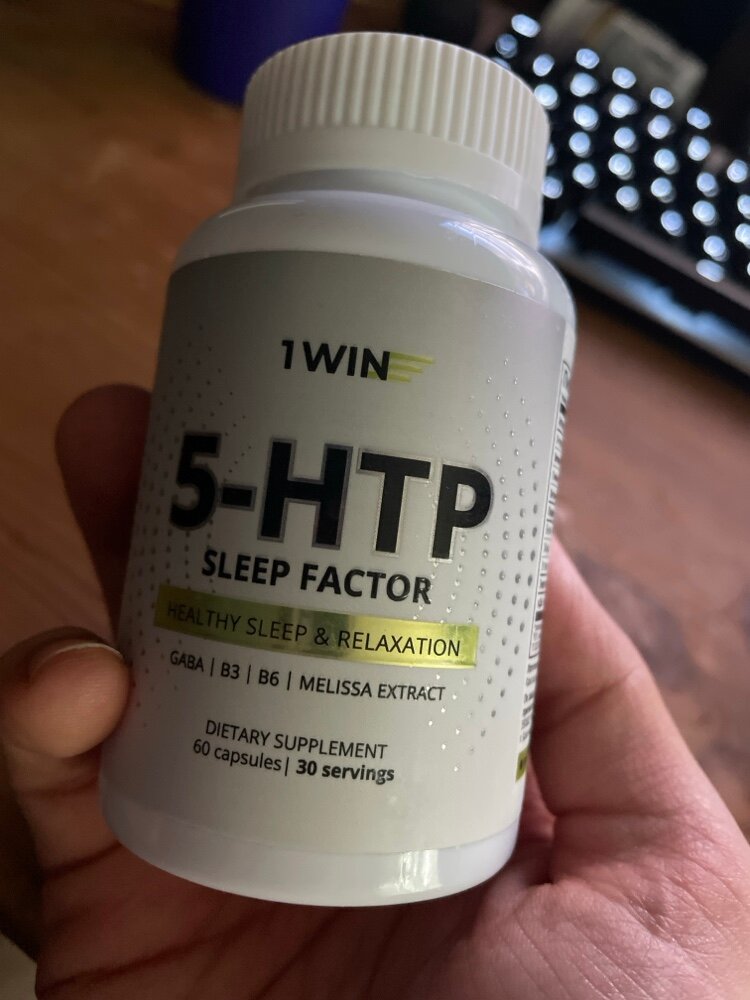 1WIN
5-HTP
SLEEP FACTOR
HEALTHY SLEEP & RELAXATION
GABA | B3 | B6 | MELISSA EXTRACT
DIETARY SUPPLEMENT
60 capsules| 30 servings